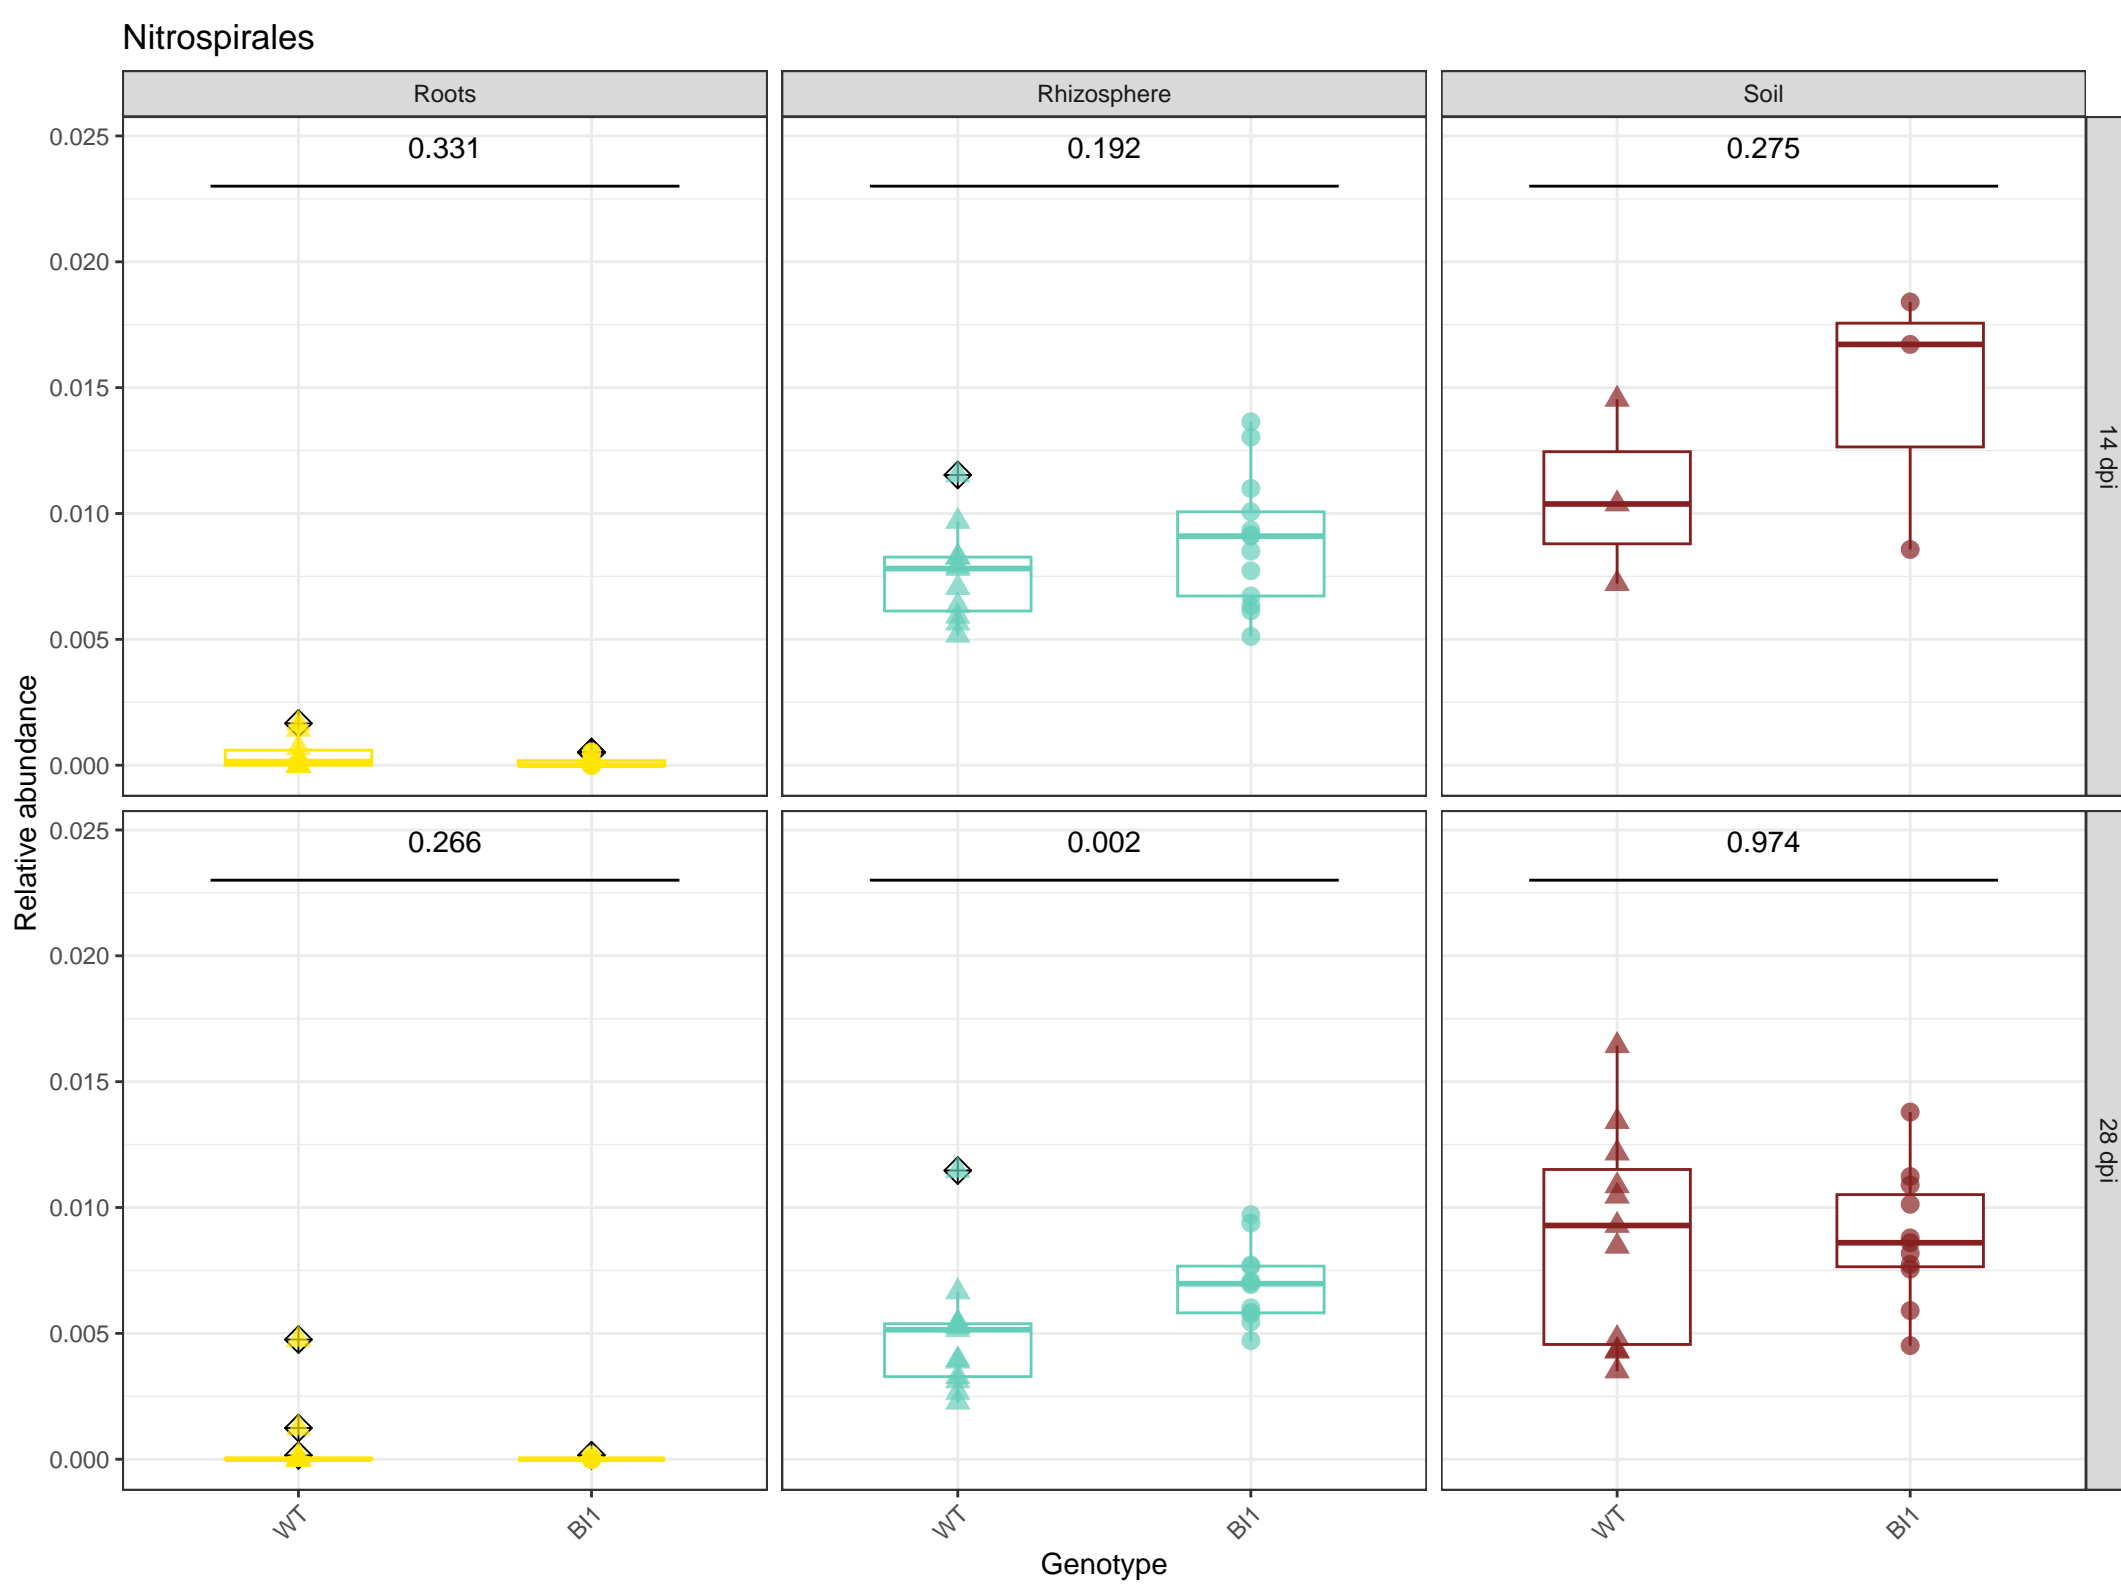 Nitrospirales
Roots
Rhizosphere
Soil
0.025
0.020
0.015
0.010
0.005
0.000
0.331
0.192
0.275
14 dpi
Relative abundance
0.025
0.020
0.015
0.010
0.005
0.000
0.266
0.002
0.974
28 dpi
WT
BI1
WT
BI1
WT
BI1
Genotype